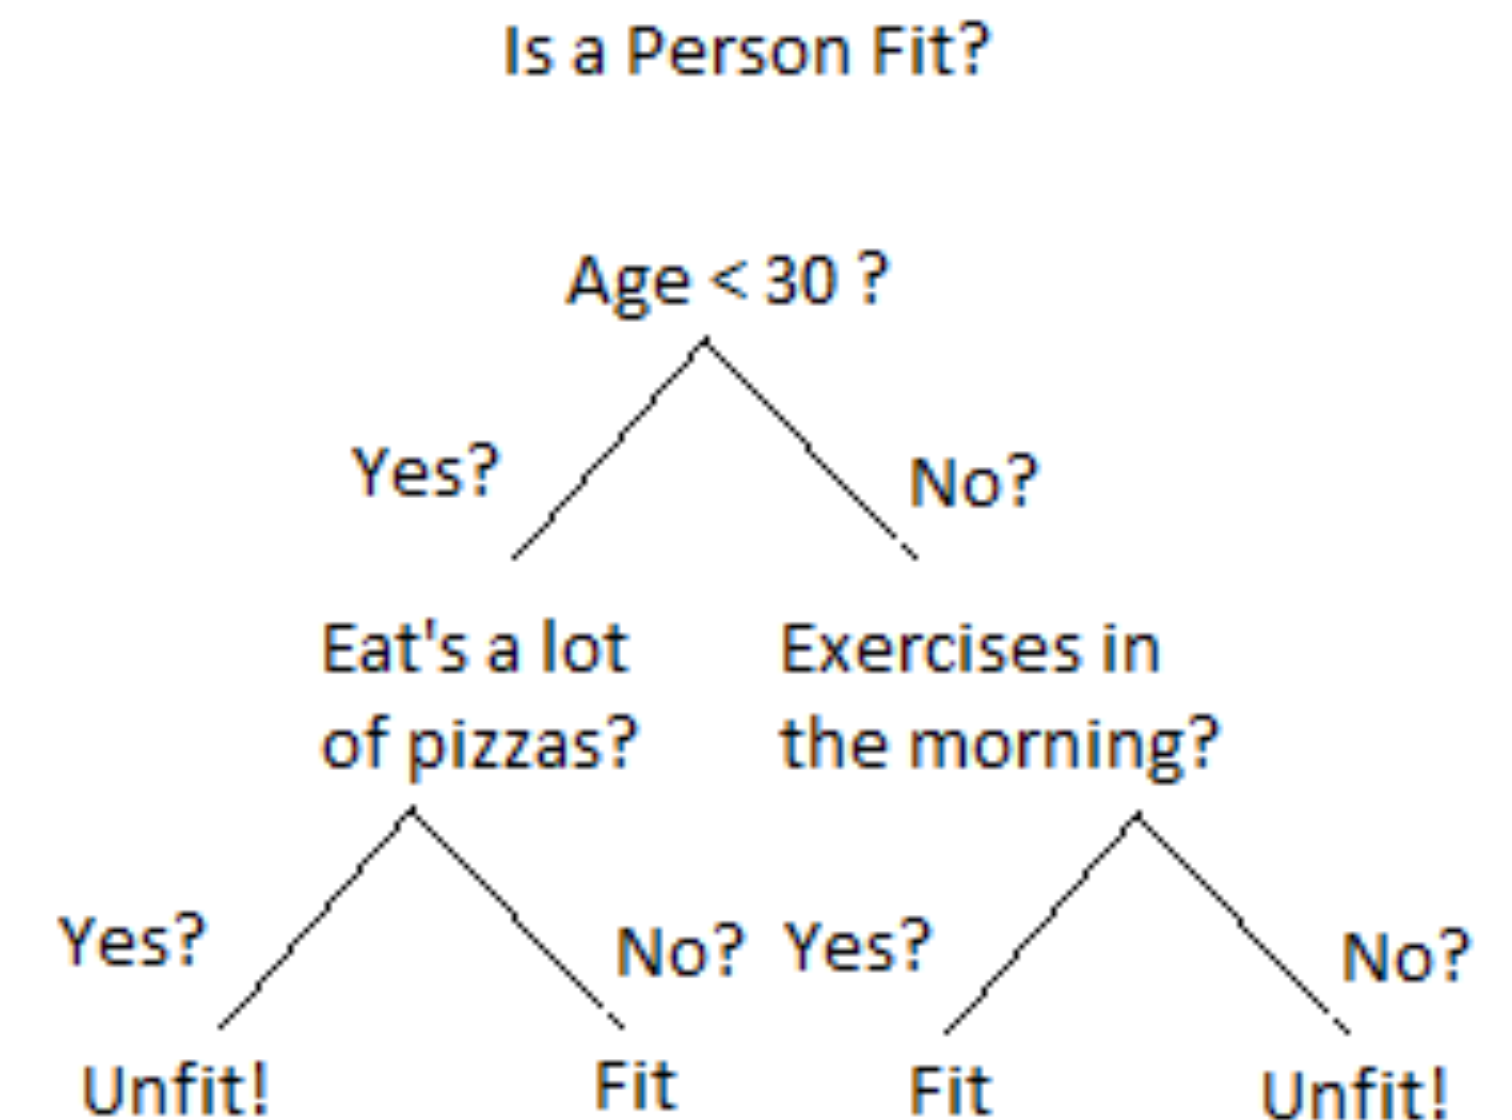 Is a Person Fit?
Age < 30 ?
Yes?
No?
Eat's a lot
of pizzas?
Exercises in
the morning?
Yes?
No?
Yes?
No?
Unfit!
Fit
Fit
Unfit!